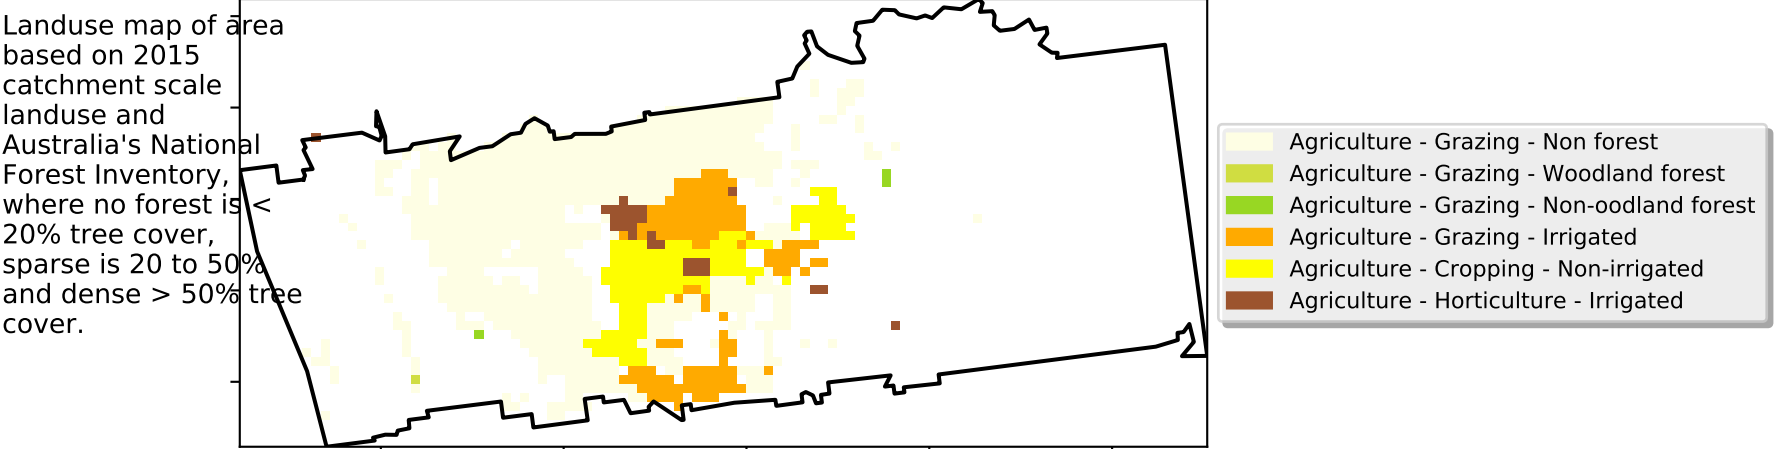 Landuse map of area
based on 2015
catchment scale
landuse and
Australia's National
Forest Inventory,
where no forest is <
20% tree cover,
sparse is 20 to 50%
and dense > 50% tree
cover.
Agriculture - Grazing - Non forest
Agriculture - Grazing - Woodland forest
Agriculture - Grazing - Non-oodland forest
Agriculture - Grazing - Irrigated
Agriculture - Cropping - Non-irrigated
Agriculture - Horticulture - Irrigated